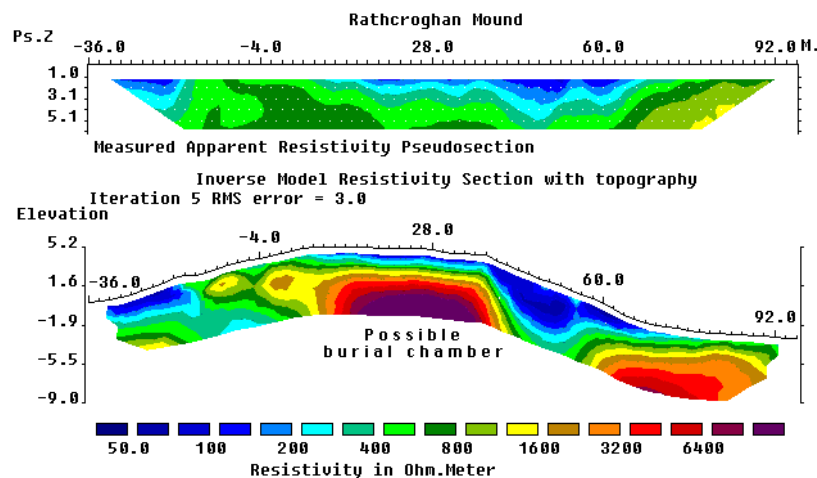 Rathcroghan Mound
Ps.Z -36.0 -4.0 28.0 60.0 92.0 M.
1.0
3.1
5.1
Measured Apparent Resistivity Pseudosection
Inverse Model Resistivity Section with topography
Iteration 5 RMS error = 3.0
Elevation
5.2 -4.0 28.0
1.6 -36.0 60.0
-1.9 92.0
Possible
burial chamber
-5.5
-9.0
50.0 100 200 400 800 1600 3200 6400
Resistivity in Ohm.Meter